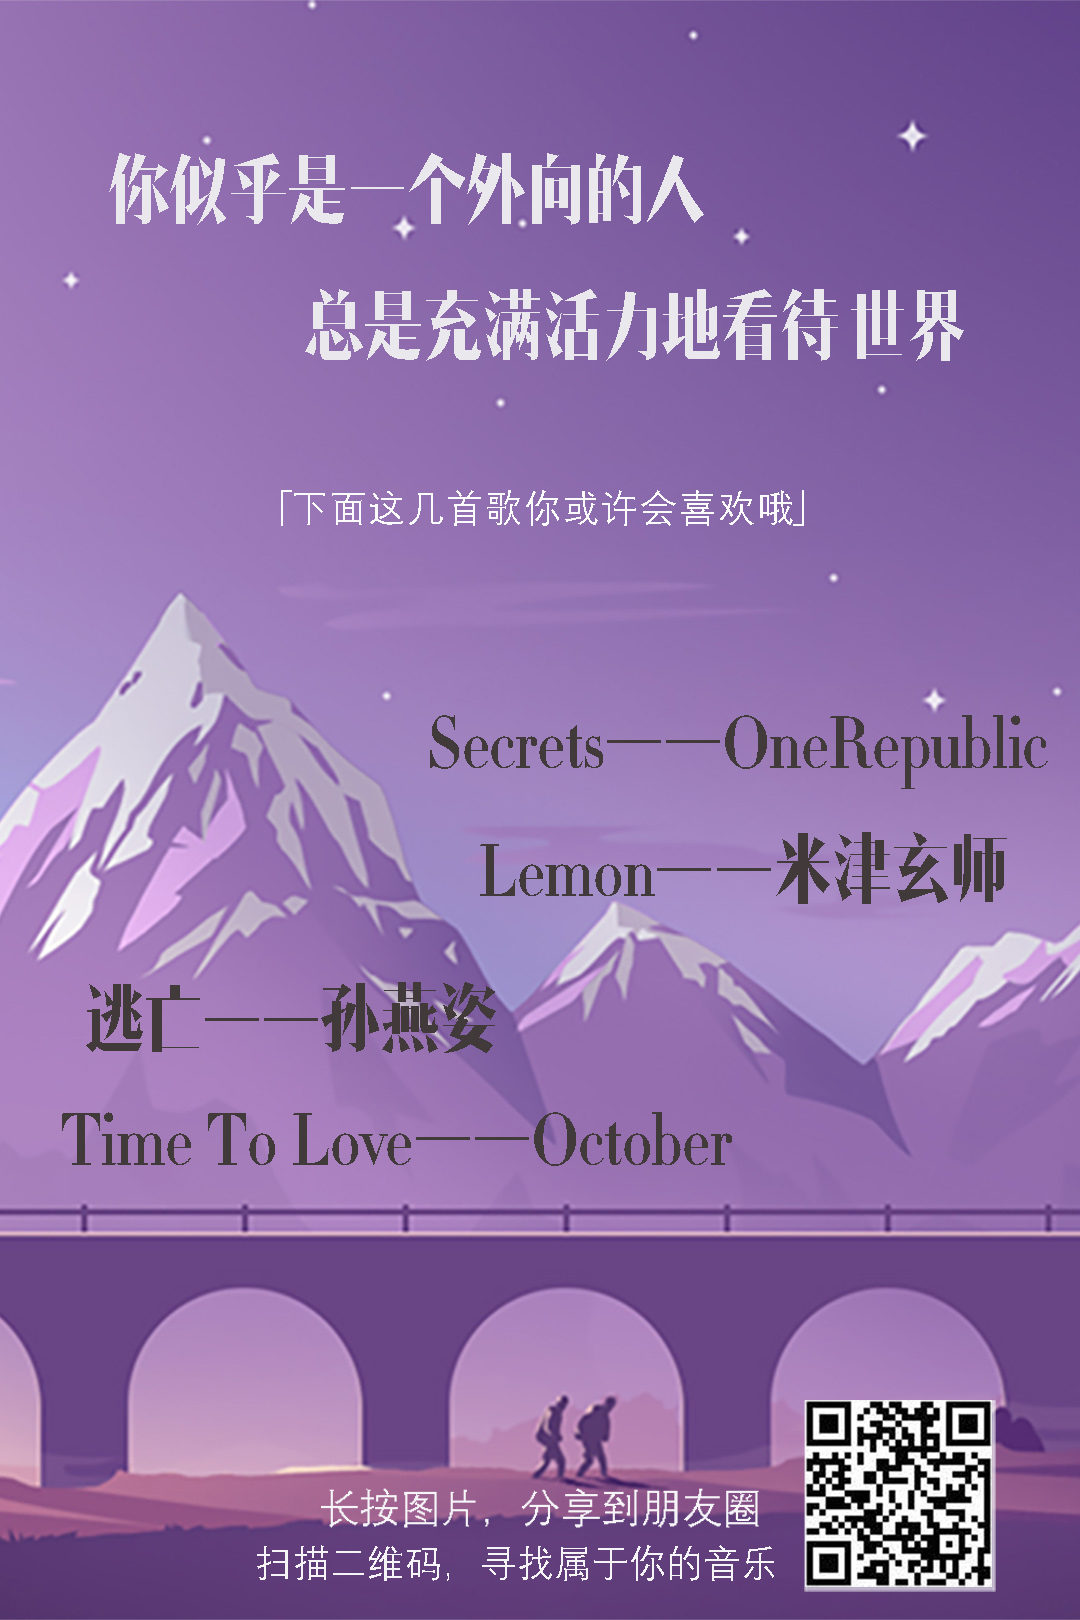 你似乎是一个外向的人
总是充满活力地看待世界
「下面这几首歌你或许会喜欢哦」
Secrets——OneRepublic
Lemon——米津玄师
逃亡——孙燕姿
Time To Love——October
长按图片，分享到朋友圈
扫描二维码，寻找属于你的音乐